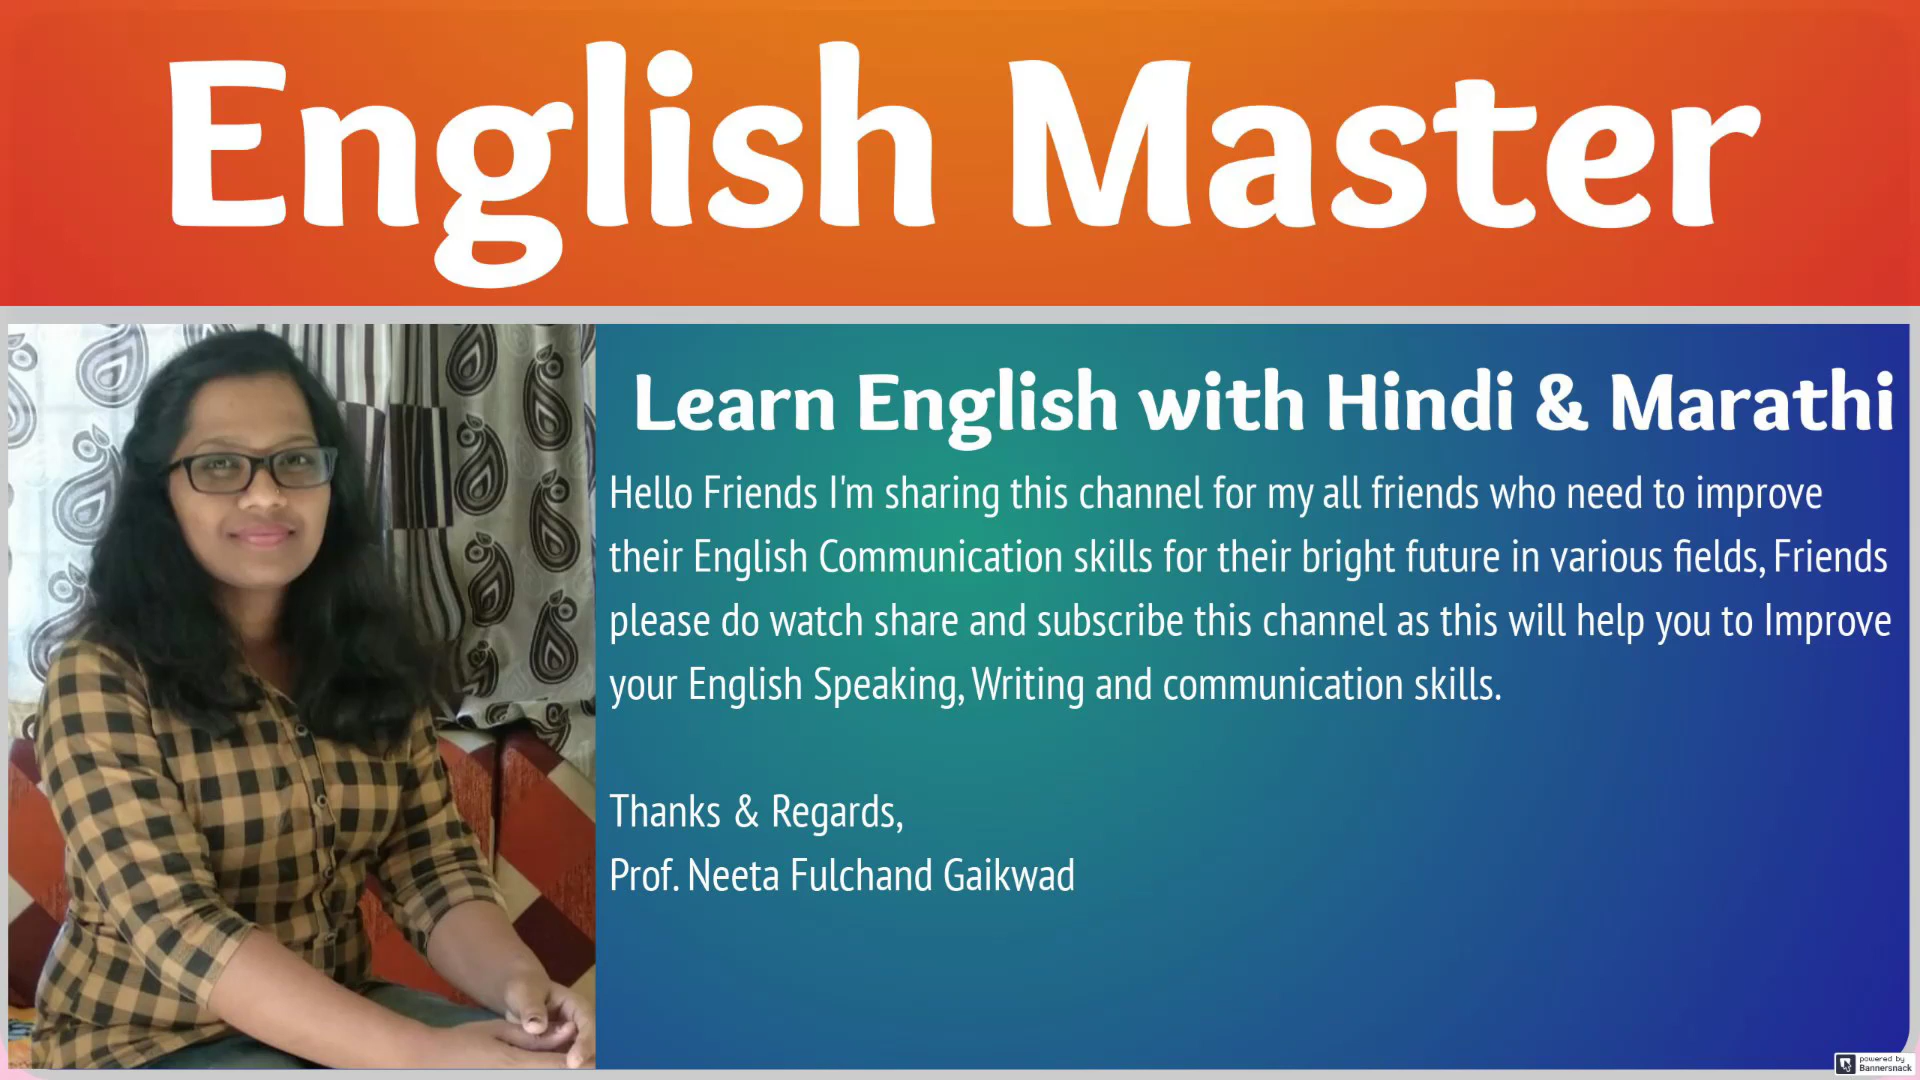 English Master
Learn English with Hindi & Marathi
Hello Friends I'm sharing this channel for my all friends who need to improve
their English Communication skills for their bright future in various fields, Friends
please do watch share and subscribe this channel as this will help you to Improve
your English Speaking, Writing and communication skills.
Thanks & Regards,
Prof. Neeta Fulchand Gaikwad
powered by
Bannersnack